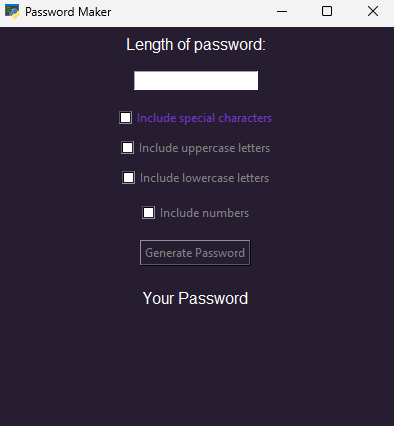 Password Maker
Length of password:
Include special characters
Include uppercase letters
Include lowercase letters
Include numbers
Generate Password
Your Password